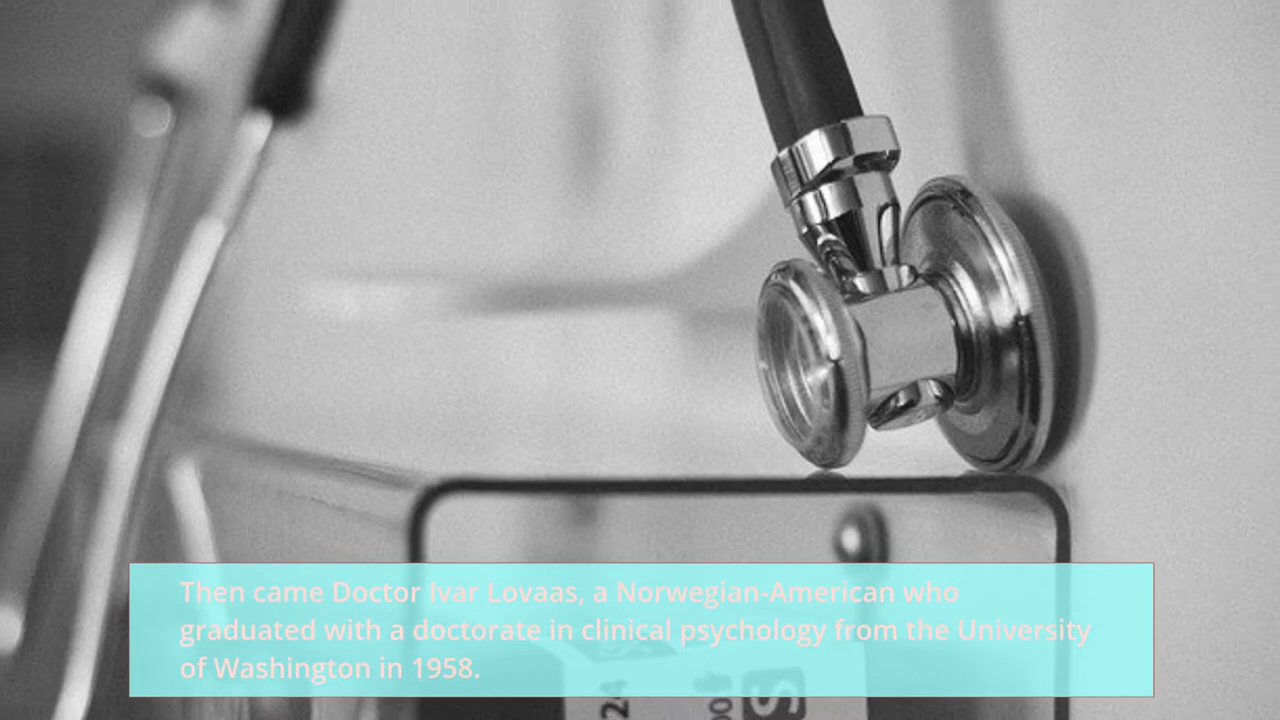 Then came Doctor Ivar Lovaas, a Norwegian-American who
graduated with a doctorate in clinical psychology from the University
of Washington in 1958.
24
S